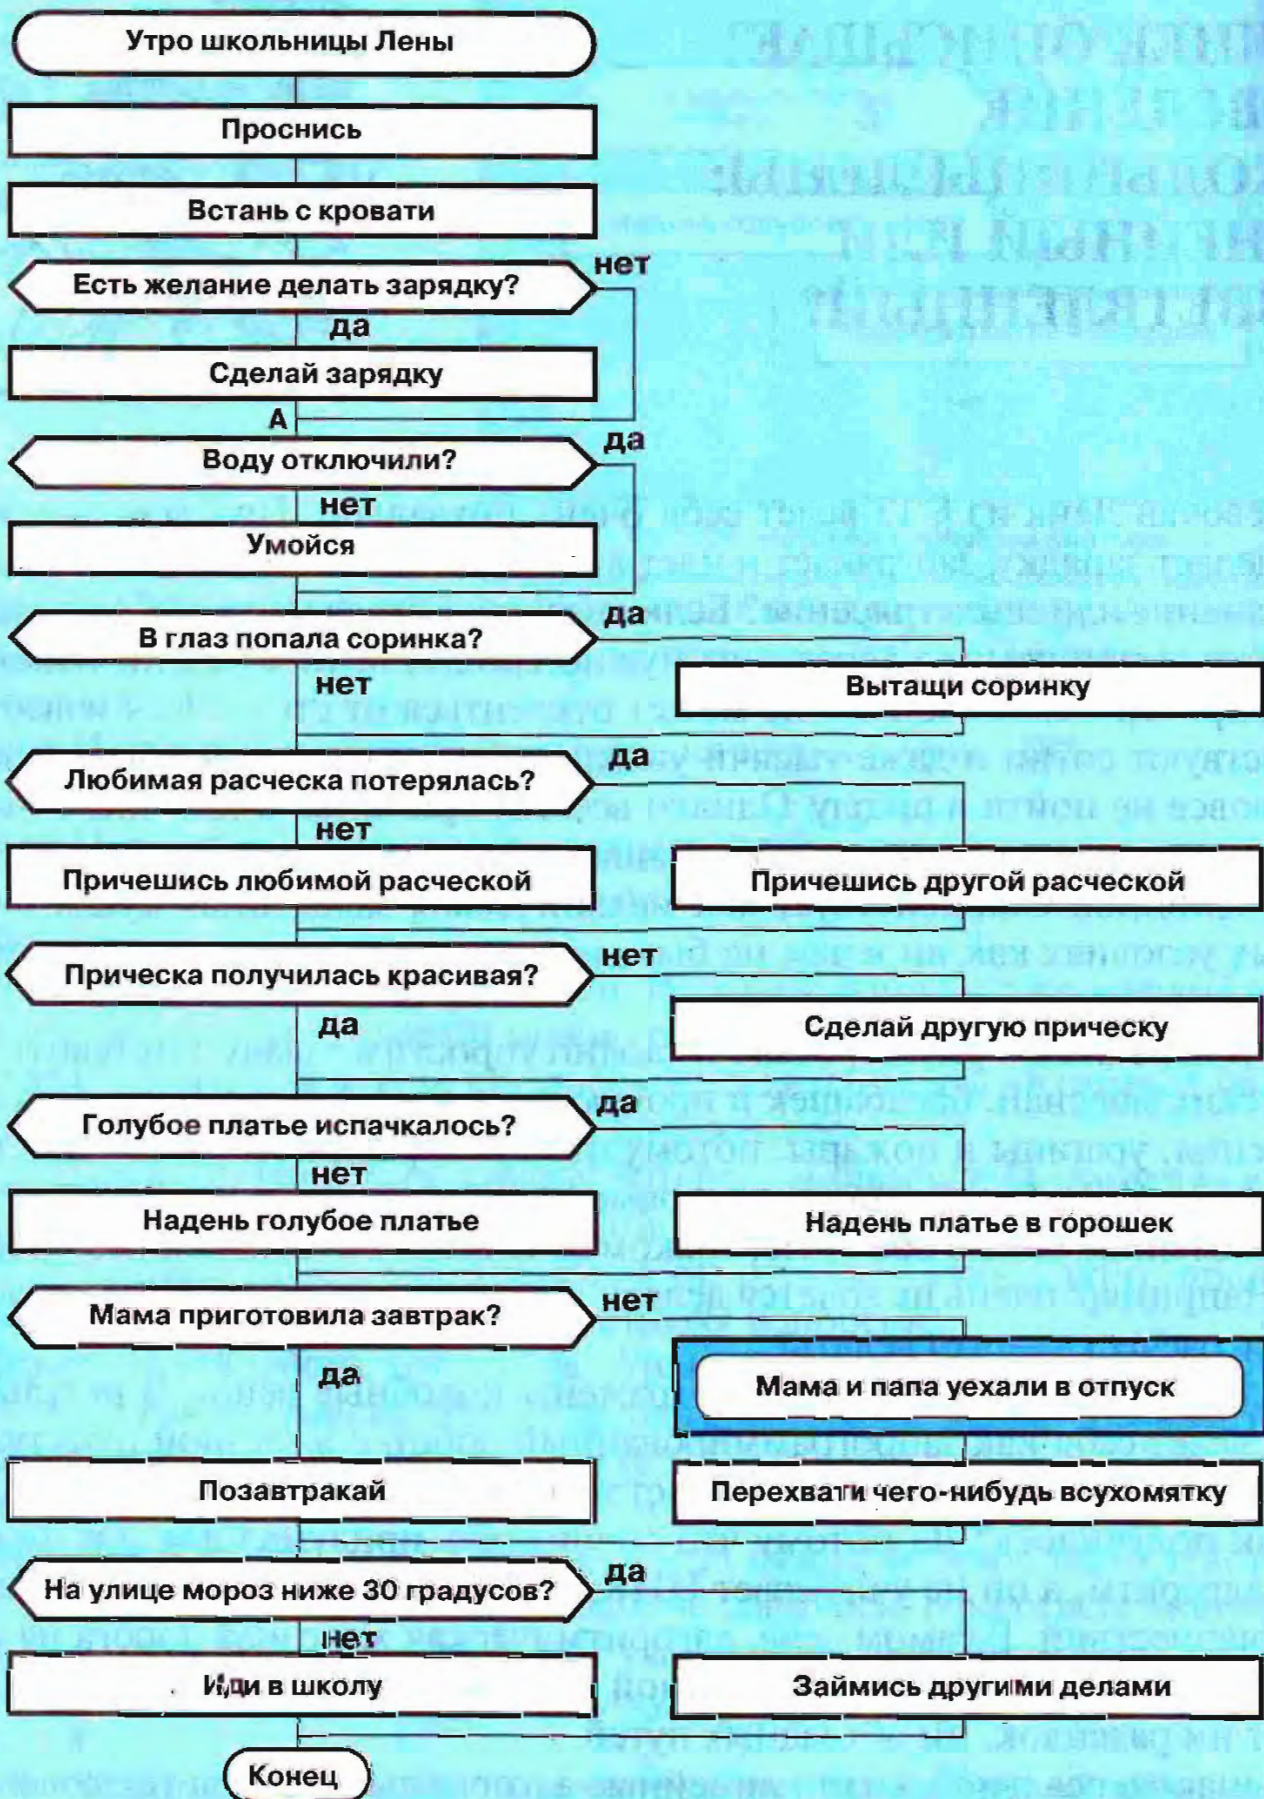 Утро школьницы Лены
Проснись
Встань с кровати
Есть желание делать зарядку?
нет
да
Сделай зарядку
А
Воду отключили?
да
нет
Умойся
В глаз попала соринка?
да
нет
Вытащи соринку
Любимая расческа потерялась?
да
нет
Причешись любимой расческой
Причешись другой расческой
Прическа получилась красивая?
нет
да
Сделай другую прическу
Голубое платье испачкалось?
да
нет
Надень голубое платье
Надень платье в горошек
Мама приготовила завтрак?
нет
да
Мама и папа уехали в отпуск
Позавтракай
Перехвати чего-нибудь всухомятку
На улице мороз ниже 30 градусов?
да
нет
Иди в школу
Займись другими делами
Конец